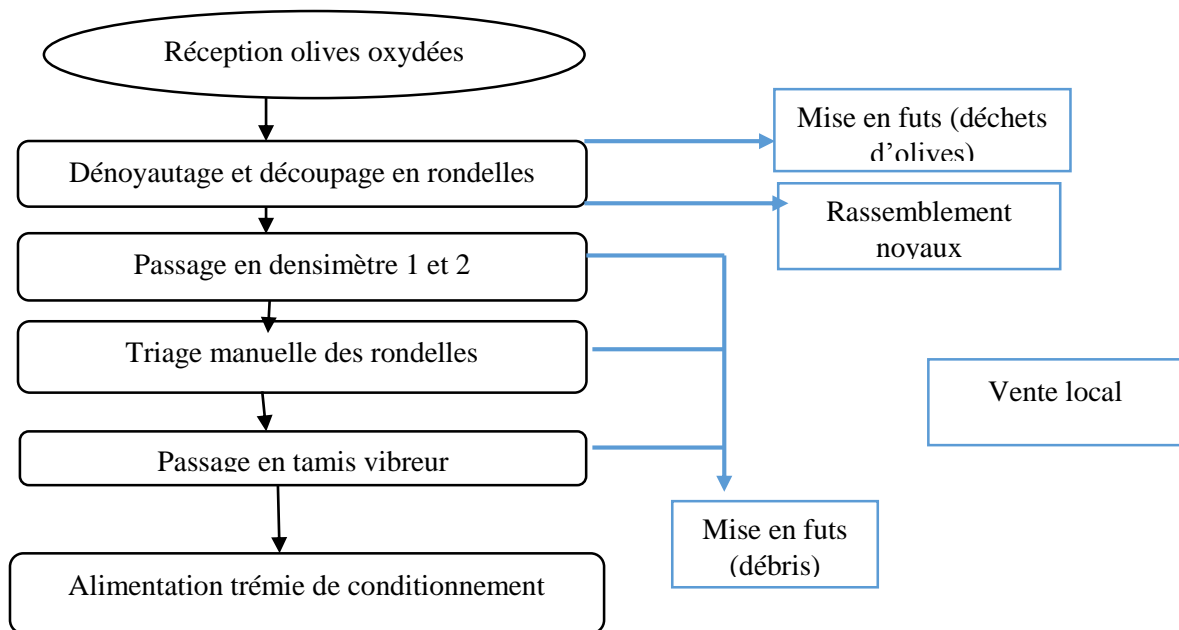 Réception olives oxydées
Mise en futs (déchets
d'olives)
Dénoyautage et découpage en rondelles
Rassemblement
noyaux
Passage en densimètre 1 et 2
Triage manuelle des rondelles
Vente local
Passage en tamis vibreur
Mise en futs
(débris)
Alimentation trémie de conditionnement